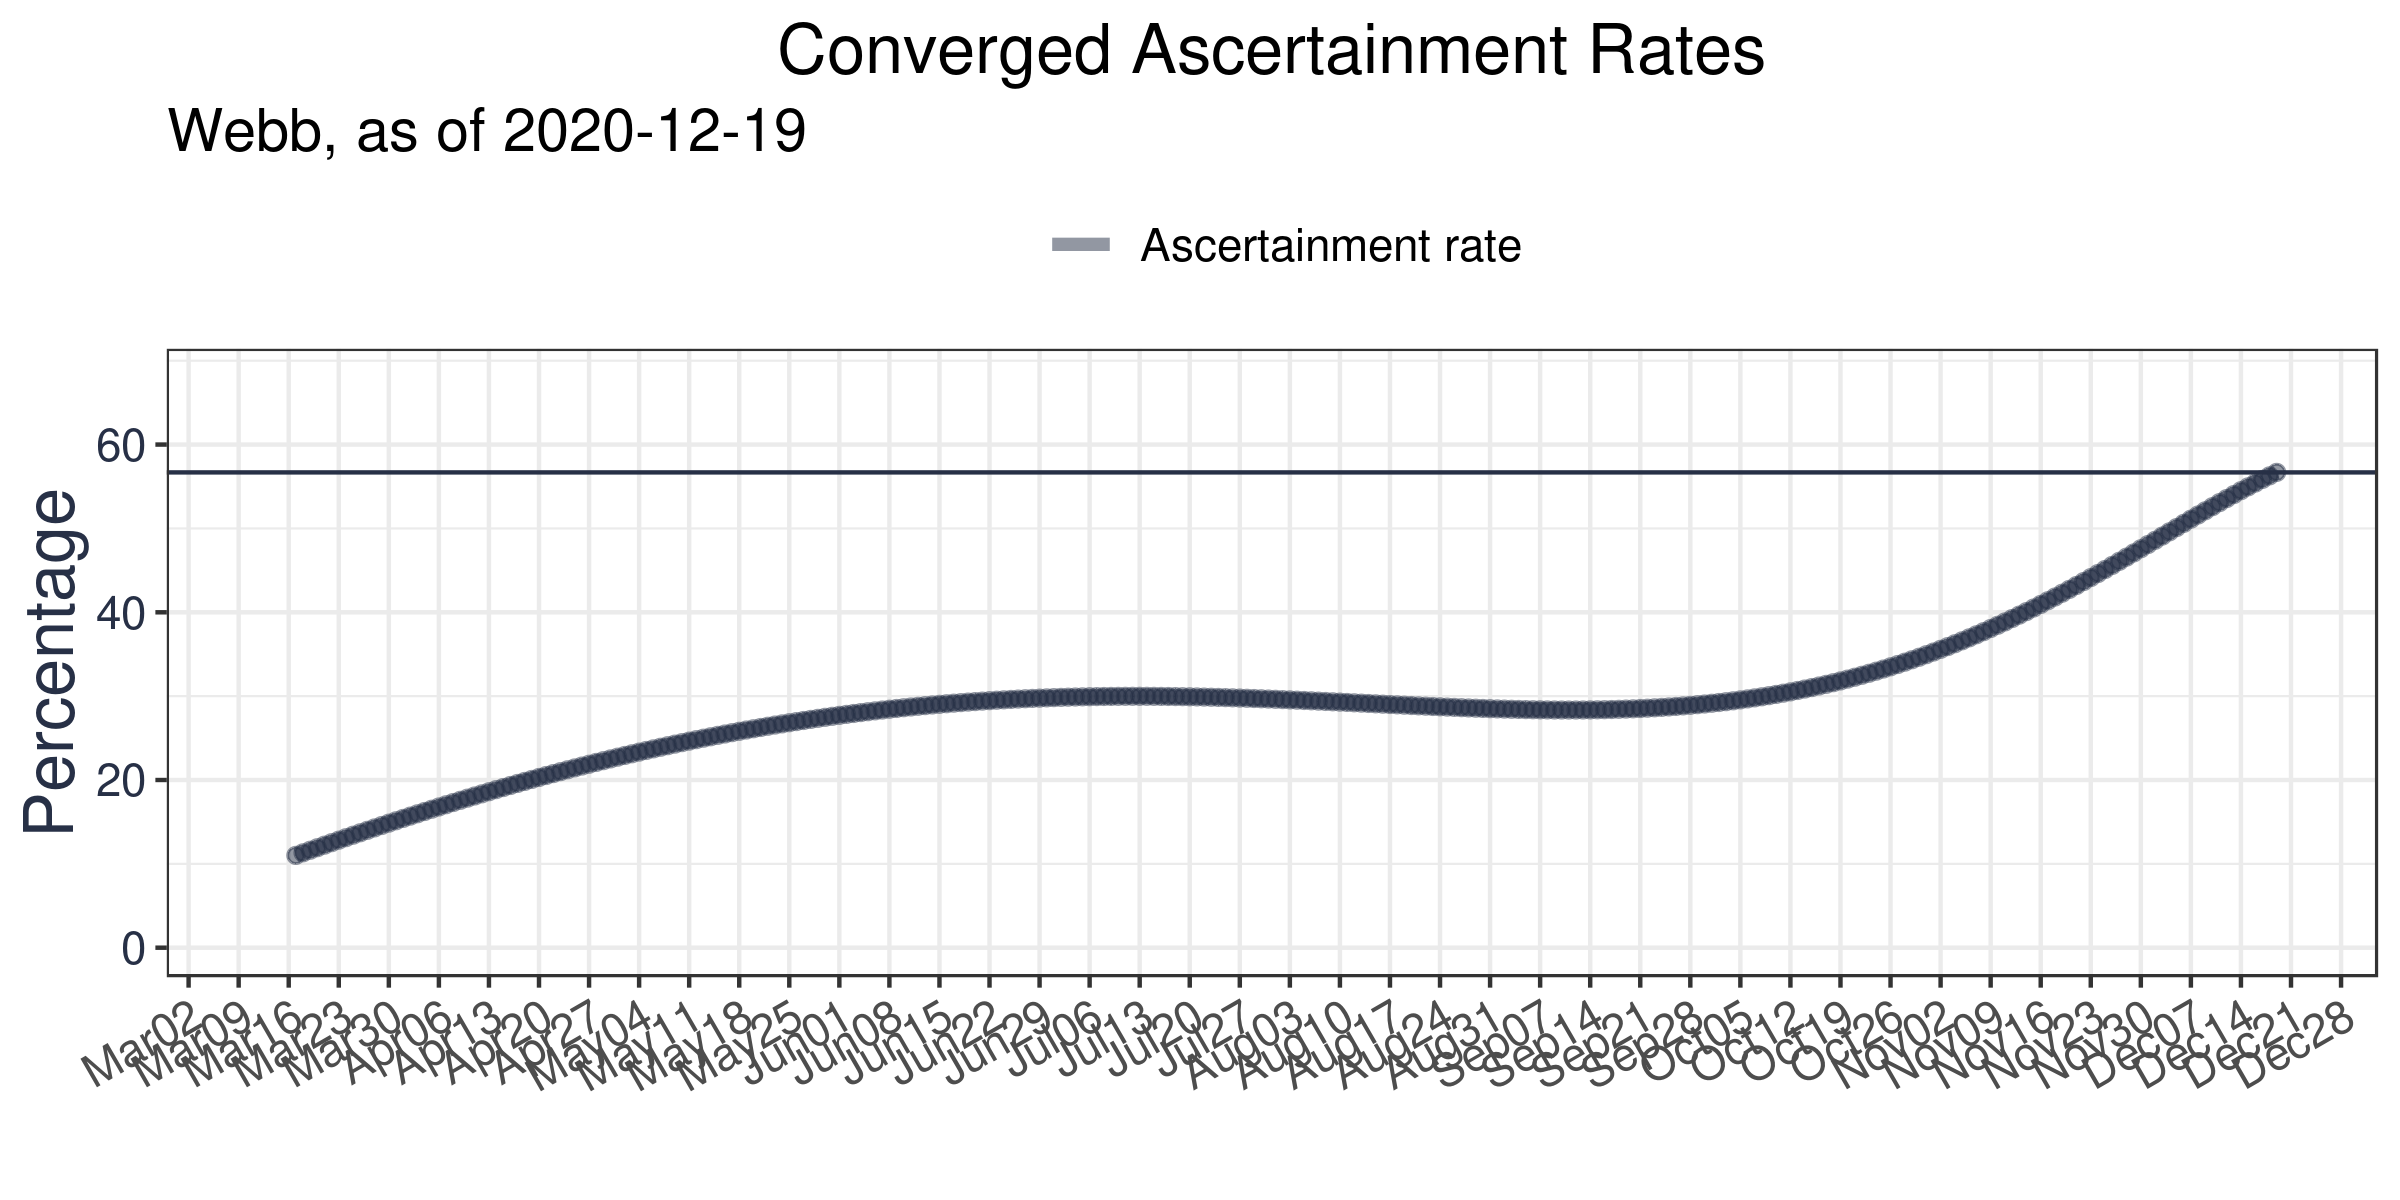 Converged Ascertainment Rates
Webb, as of 2020-12-19
Ascertainment rate
Percentage
60
40
20
0
Mar02
Mar09
Mar16
Mar23
Mar30
Apr06
Apr13
Apr20
Apr27
May04
May11
May18
May25
Jun01
Jun08
Jun15
Jun22
Jun29
Jul06
Jul13
Jul20
Jul27
Aug03
Aug10
Aug17
Aug24
Aug31
Sep07
Sep14
Sep21
Sep28
Oct05
Oct12
Oct19
Oct26
Nov02
Nov09
Nov16
Nov23
Nov30
Dec07
Dec14
Dec21
Dec28